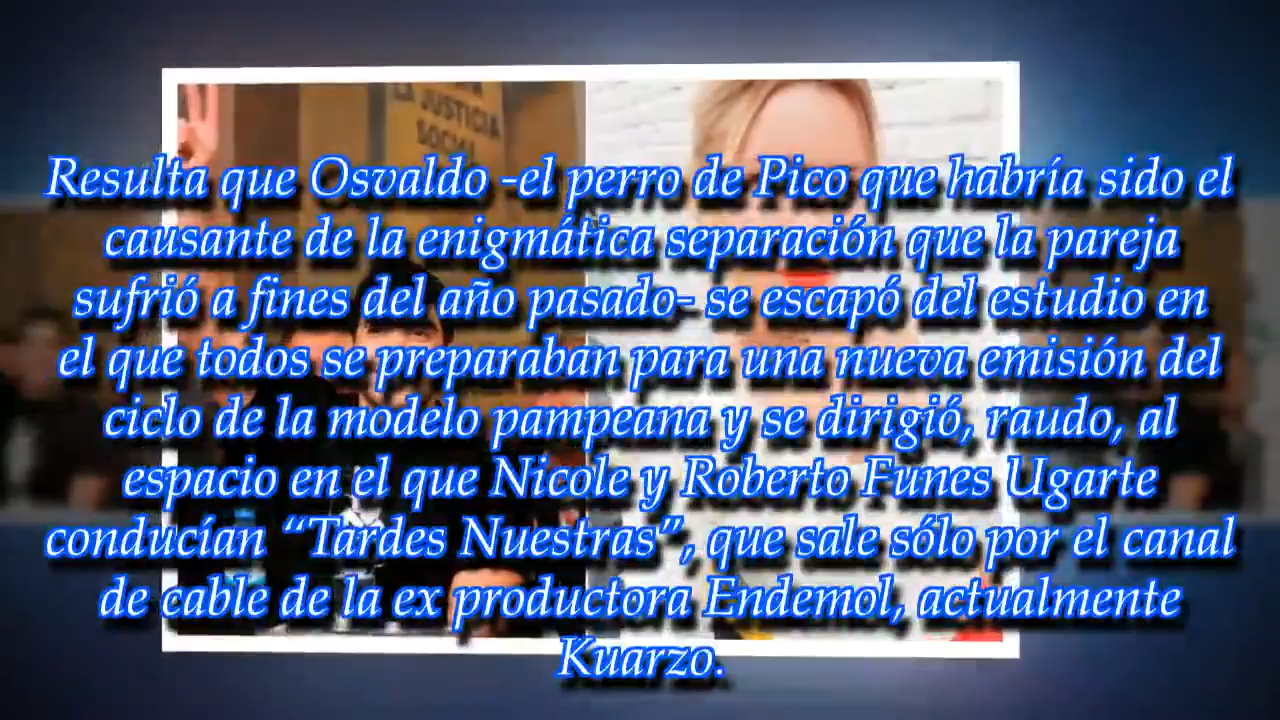 LA JUSTICIA
SOCIAL
Resulta que Osvaldo -el perro de Pico que habría sido el
causante de la enigmática separación que la pareja
sufrió a fines del año pasado- se escapó del estudio en
el que todos se preparaban para una nueva emisión del
ciclo de la modelo pampeana y se dirigió, raudo, al
espacio en el que Nicole y Roberto Funes Ugarte
conducían “Tardes Nuestras”, que sale sólo por el canal
de cable de la ex productora Endemol, actualmente
Kuarzo.